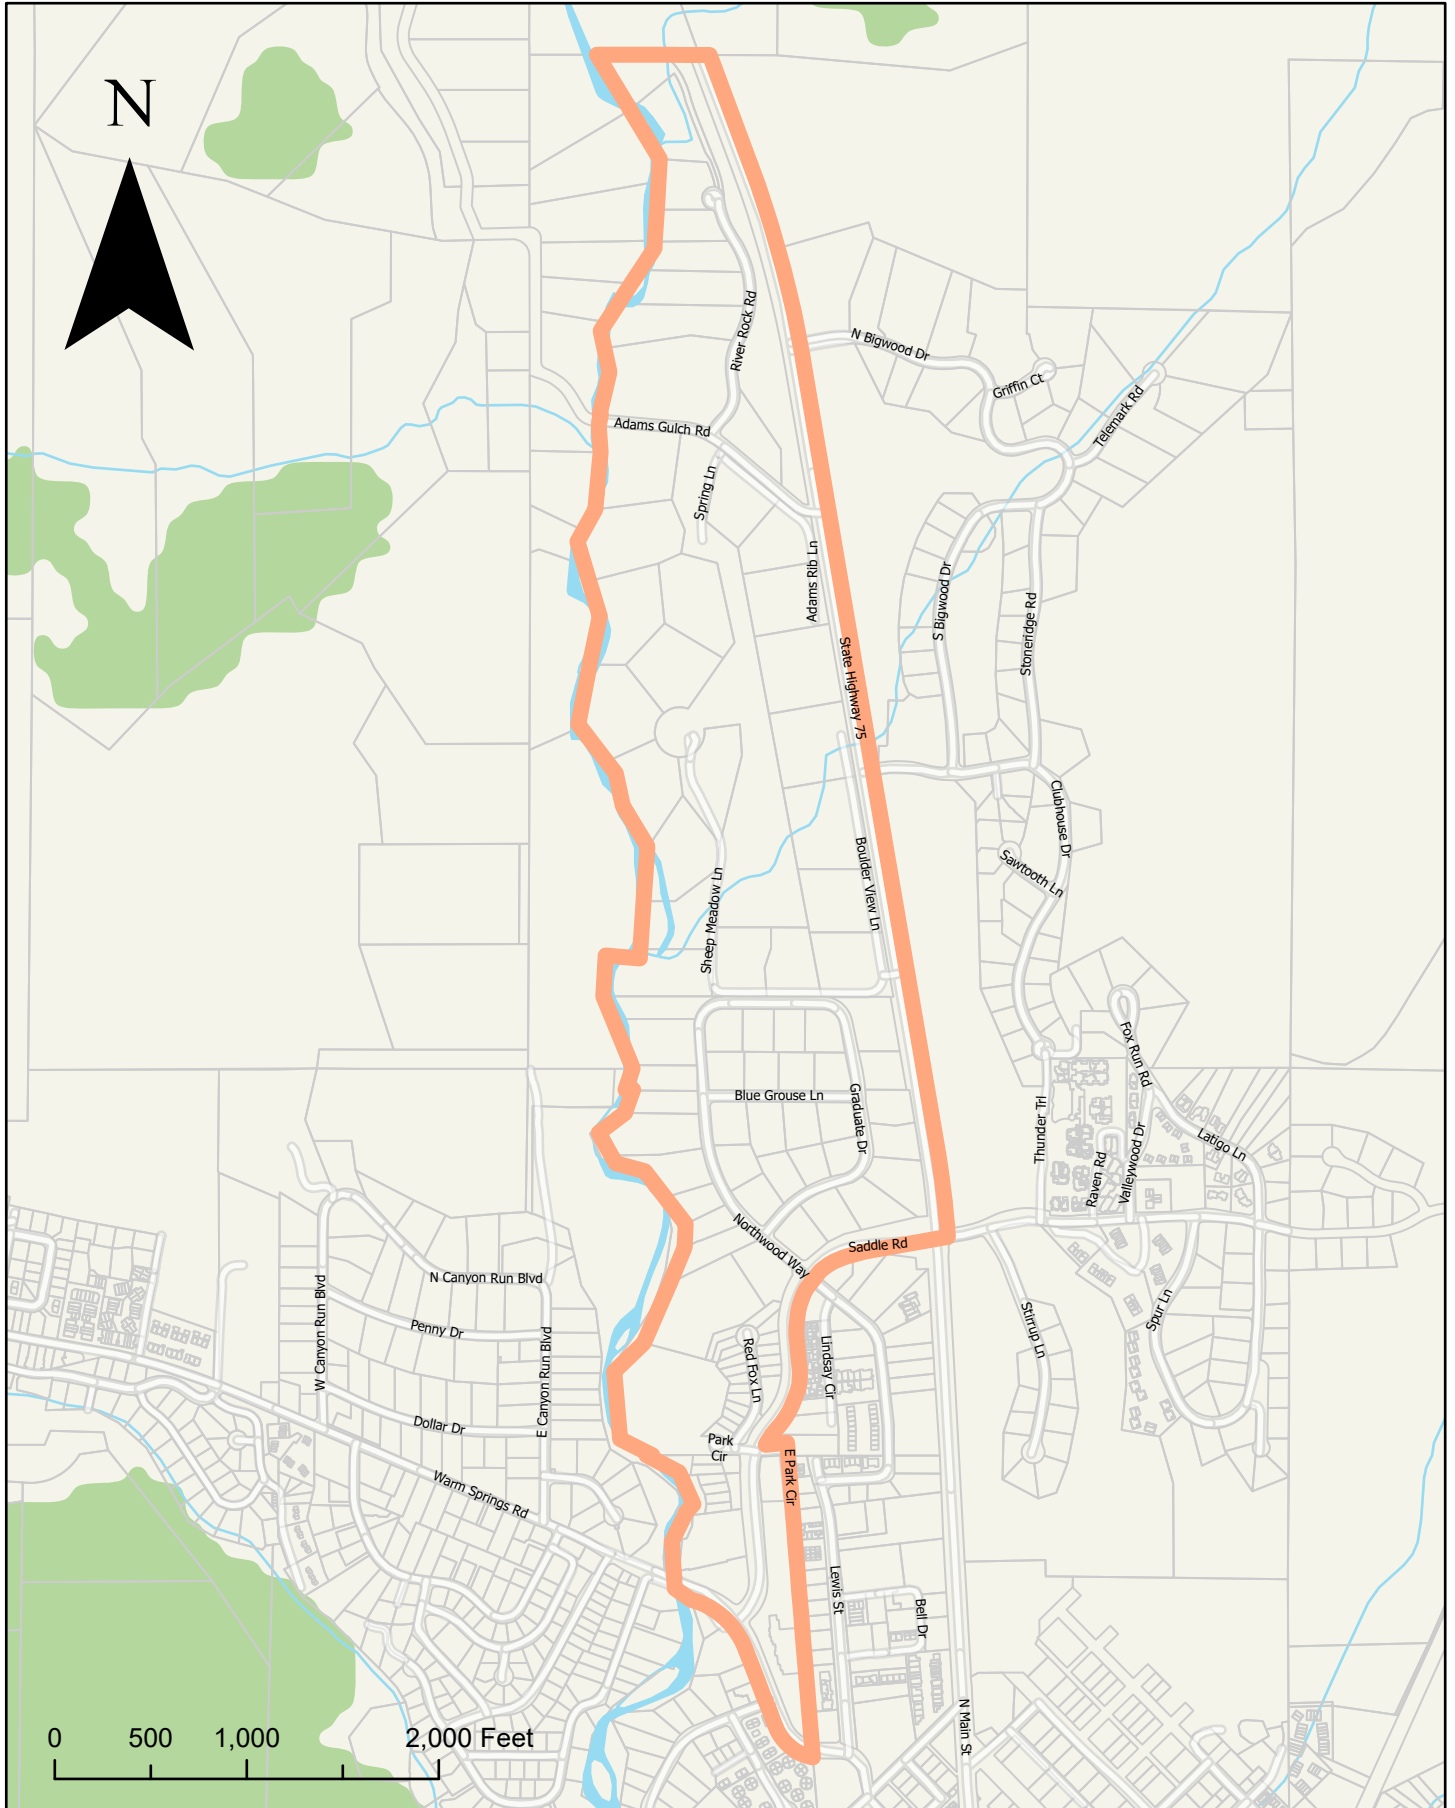 N
N Bigwood Dr
River Rock Rd
Griffin Ct
Telemark Rd
Adams Gulch Rd
Spring Ln
Adams Rib Ln
S Bigwood Dr
Stoneridge Rd
State Highway 75
Clubhouse Dr
Sawtooth Ln
Boulder View Ln
Sheep Meadow Ln
Fox Run Rd
Blue Grouse Ln
Graduate Dr
Thunder Trl
Raven Rd
Valleywood Dr
Latigo Ln
Northwood Way
Saddle Rd
N Canyon Run Blvd
W Canyon Run Blvd
Penny Dr
E Canyon Run Blvd
Red Fox Ln
Lindsay Cir
Stirrup Ln
Spur Ln
Dollar Dr
Park
Cir
E Park Cir
Warm Springs Rd
Lewis St
Bell Dr
N Main St
0 500 1,000 2,000 Feet